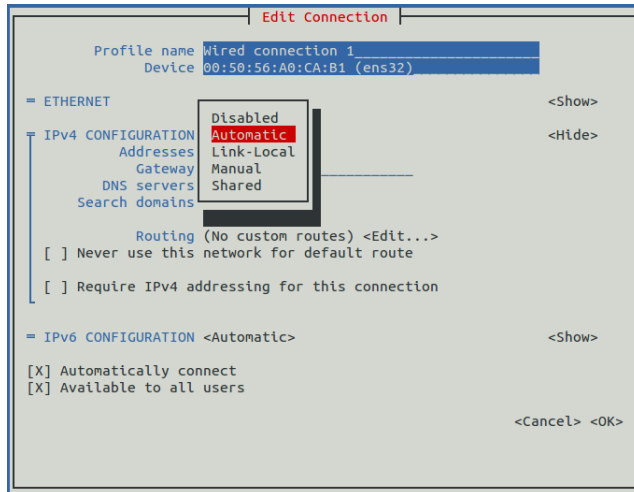 Edit Connection
Profile name Wired connection 1
Device 00:50:56:A0:CA:B1 (ens32)
= ETHERNET <Show>
Disabled
IPv4 CONFIGURATION Automatic <Hide>
Addresses Link-Local
Gateway Manual
DNS servers Shared
Search domains
Routing (No custom routes) <Edit...>
[ ] Never use this network for default route
[ ] Require IPv4 addressing for this connection
= IPv6 CONFIGURATION <Automatic> <Show>
[X] Automatically connect
[X] Available to all users
<Cancel> <OK>